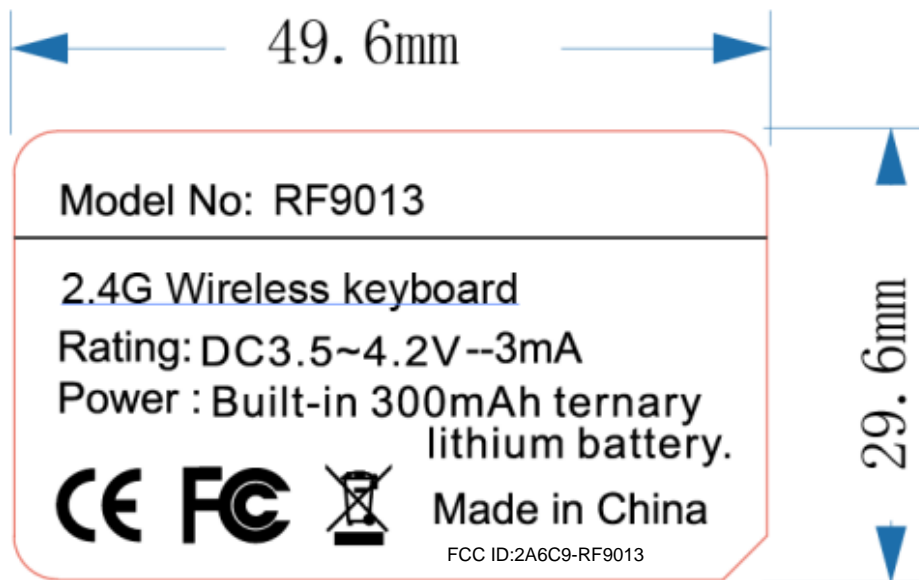 49.6mm
Model No: RF9013
2.4G Wireless keyboard
Rating: DC3.5~4.2V--3mA
Power : Built-in 300mAh ternary
lithium battery.
CE FC Made in China
FCC ID:2A6C9-RF9013
29.6mm